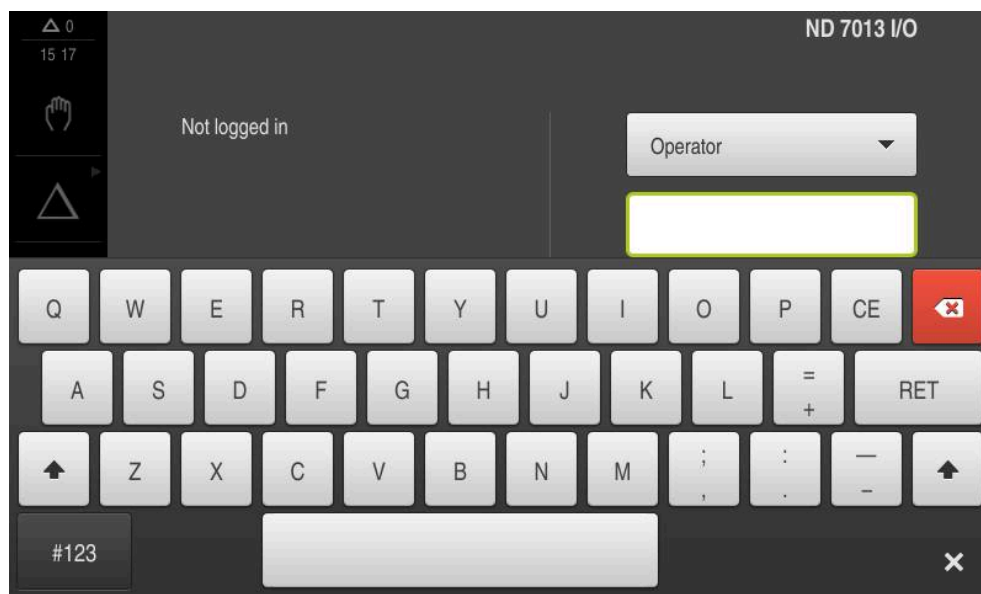 0
ND 7013 I/O
15 17
Not logged in
Operator
Q W E R T Y U I O P CE
A S D F G H J K L = + RET
Z X C V B N M ; , : . — –
#123